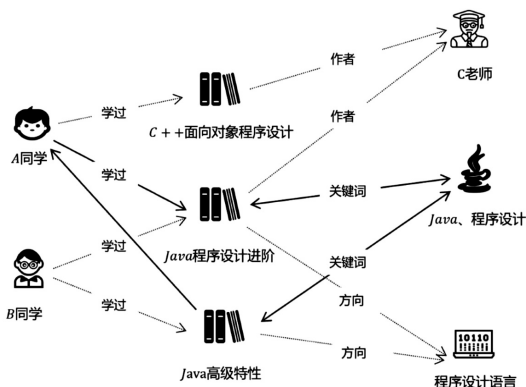 作者
C老师
学过
C++面向对象程序设计
A同学
作者
学过
关键词
Java、程序设计
学过
Java程序设计进阶
关键词
B同学
学过
方向
10110
方向
Java高级特性
程序设计语言